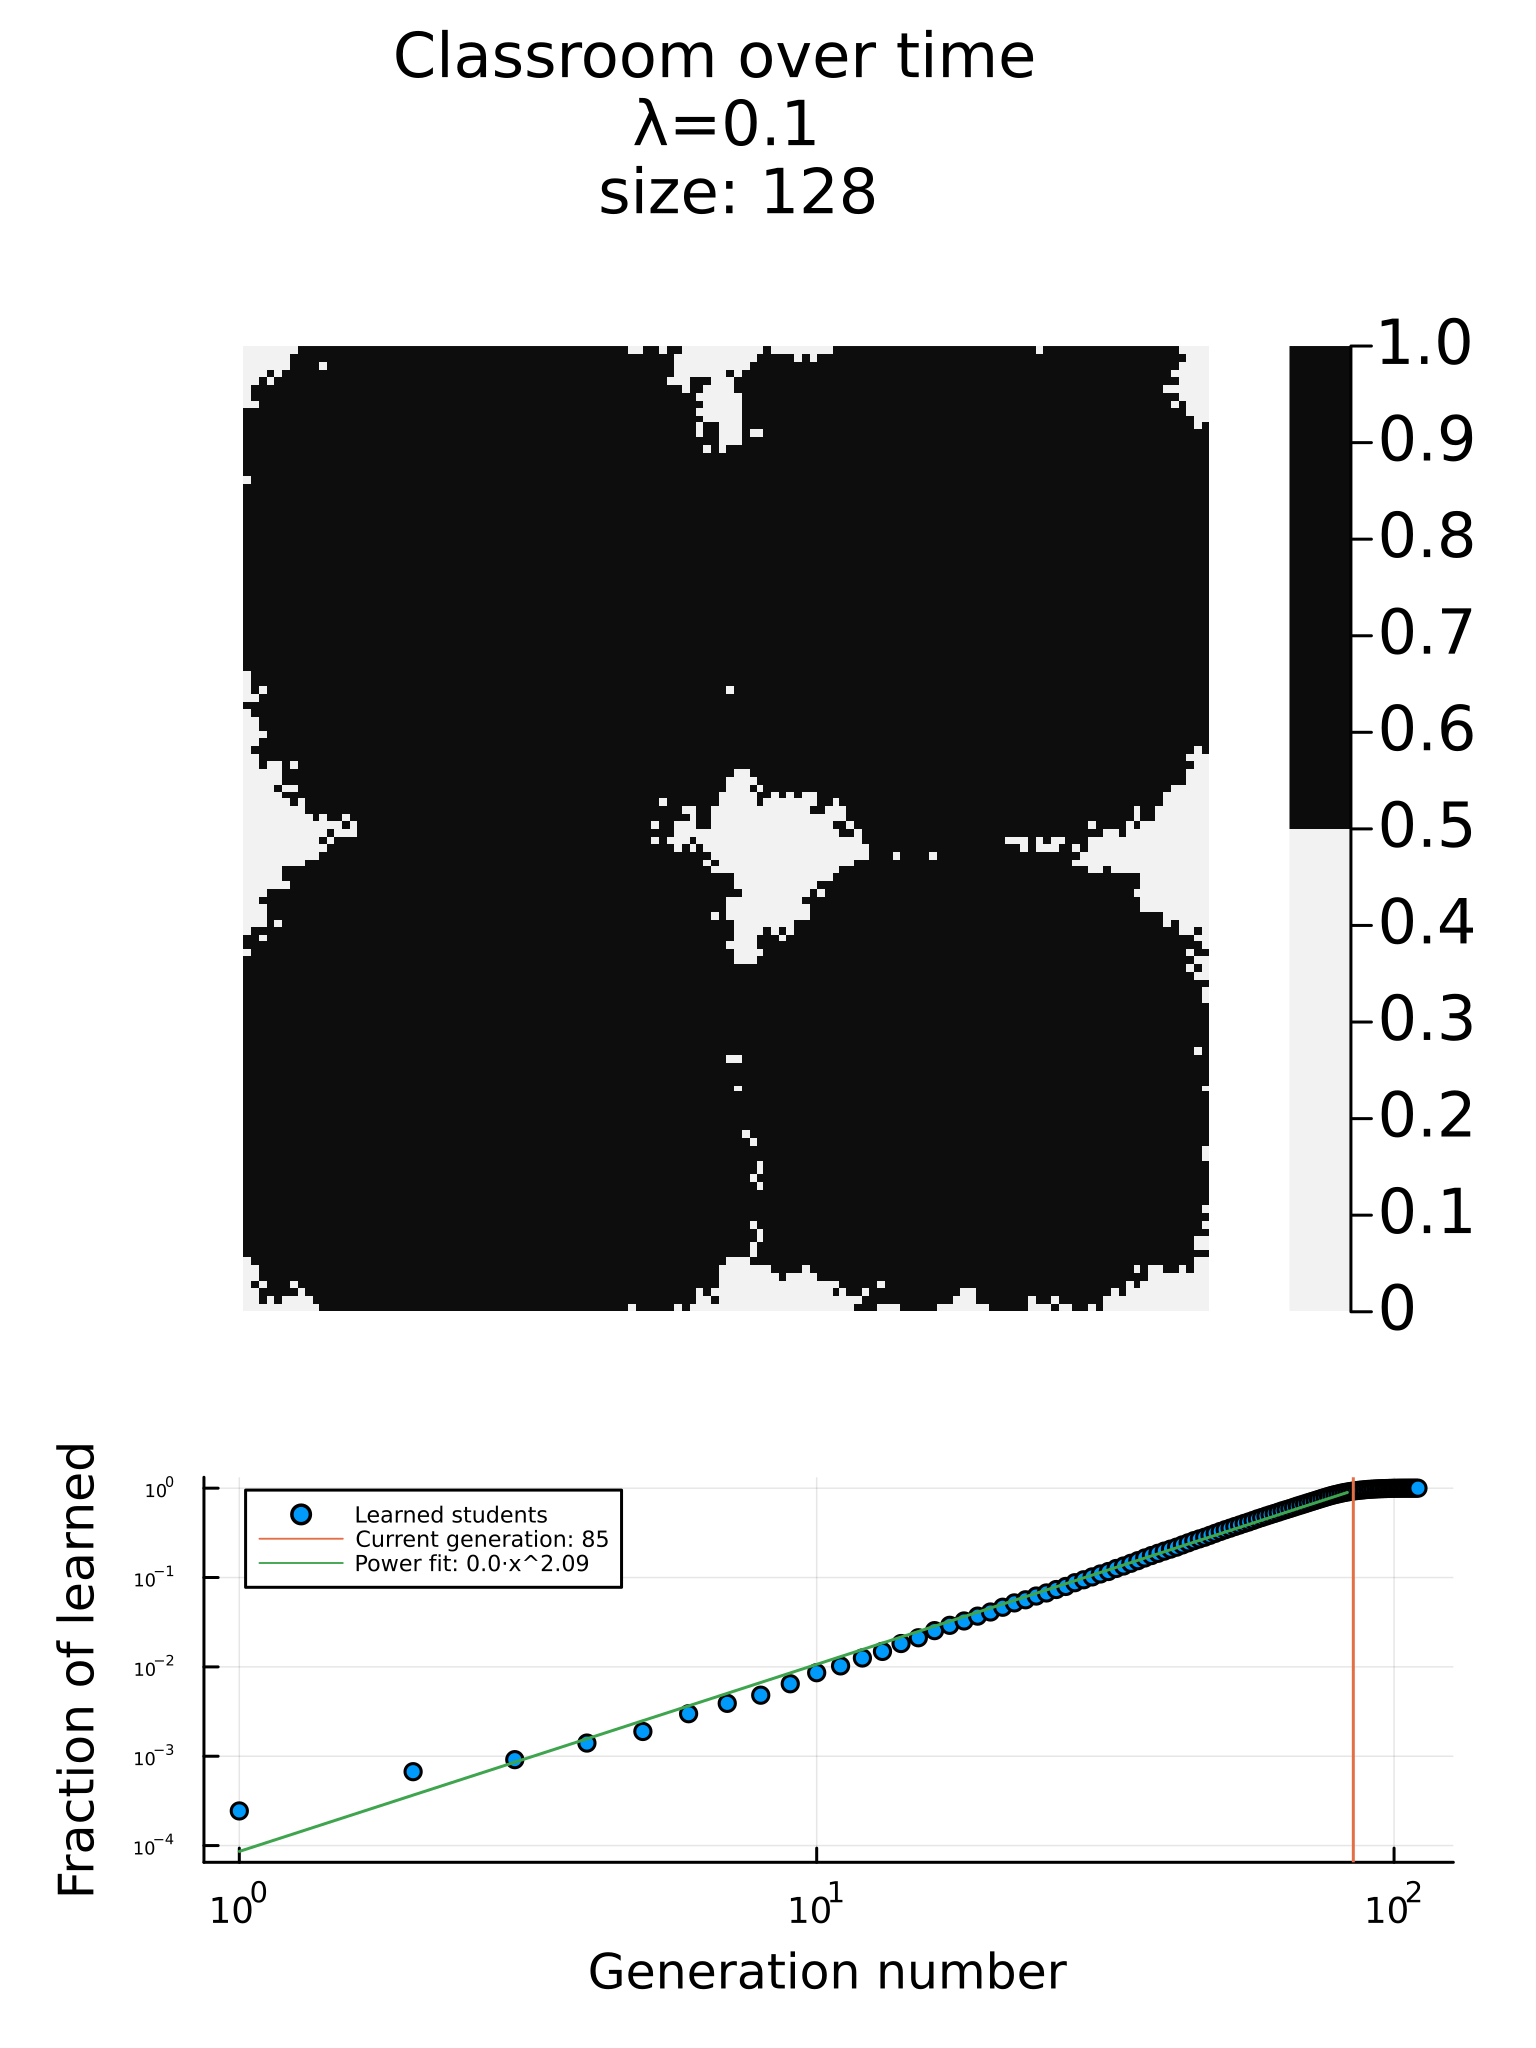 Classroom over time
λ=0.1
size: 128
1.0
0.9
0.8
0.7
0.6
0.5
0.4
0.3
0.2
0.1
0
Fraction of learned
10^0
10^-1
10^-2
10^-3
10^-4
Learned students
Current generation: 85
Power fit: 0.0·x^2.09
10^0
10^1
10^2
Generation number